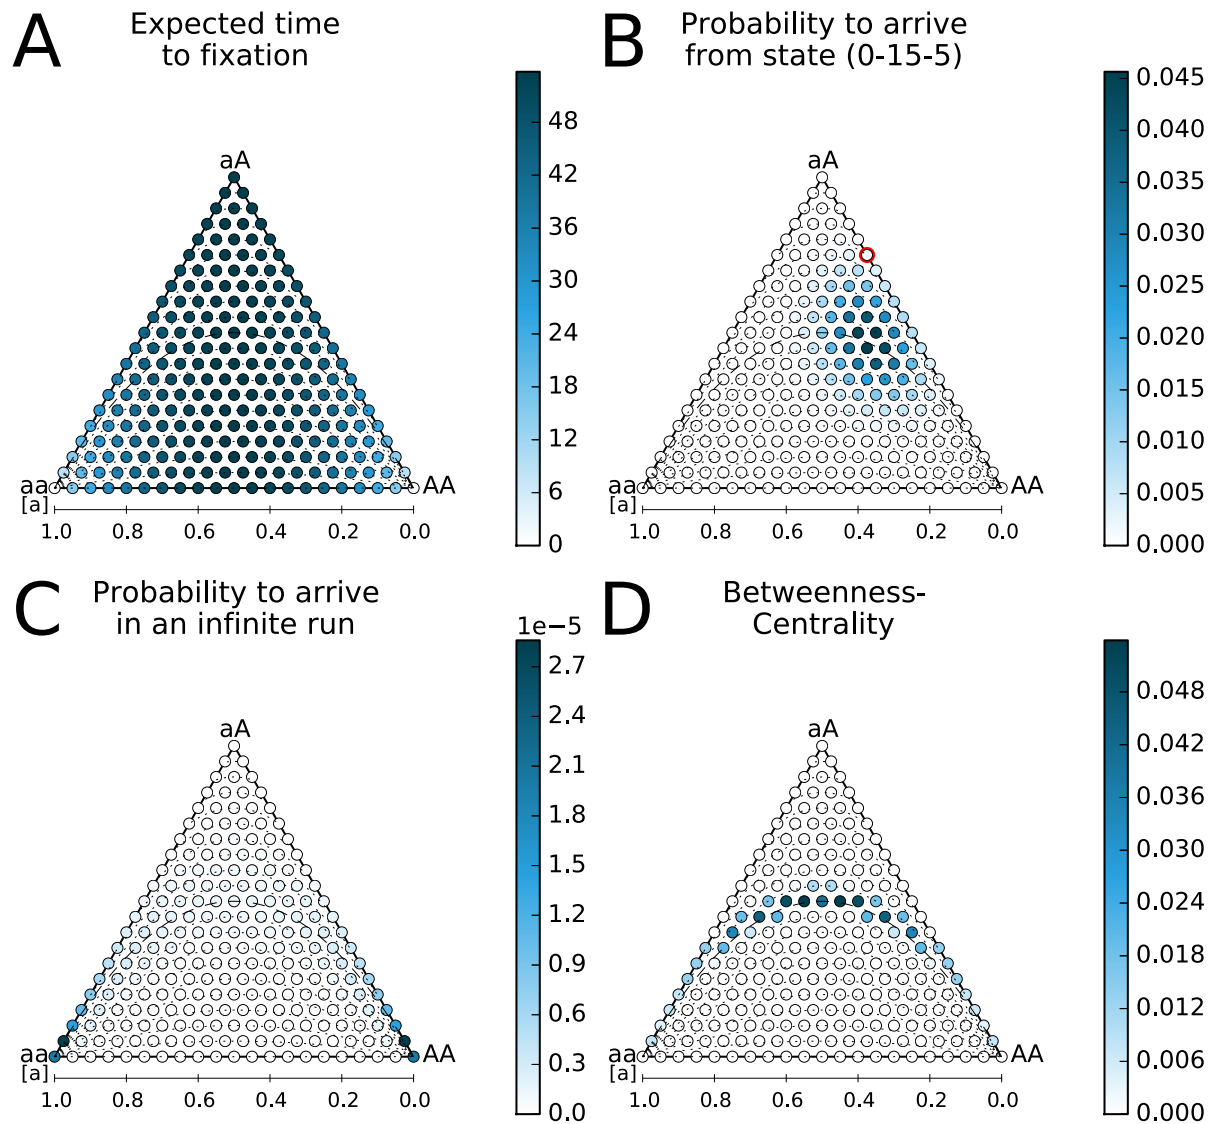 A
Expected time
to fixation
48
42
36
30
24
18
12
6
0
aA
aa
AA
[a]
1.0
0.8
0.6
0.4
0.2
0.0
B
Probability to arrive
from state (0-15-5)
0.045
0.040
0.035
0.030
0.025
0.020
0.015
0.010
0.005
0.000
aA
aa
AA
[a]
1.0
0.8
0.6
0.4
0.2
0.0
C
Probability to arrive
in an infinite run
1e−5
2.7
2.4
2.1
1.8
1.5
1.2
0.9
0.6
0.3
0.0
aA
aa
AA
[a]
1.0
0.8
0.6
0.4
0.2
0.0
D
Betweenness-
Centrality
0.048
0.042
0.036
0.030
0.024
0.018
0.012
0.006
0.000
aA
aa
AA
[a]
1.0
0.8
0.6
0.4
0.2
0.0